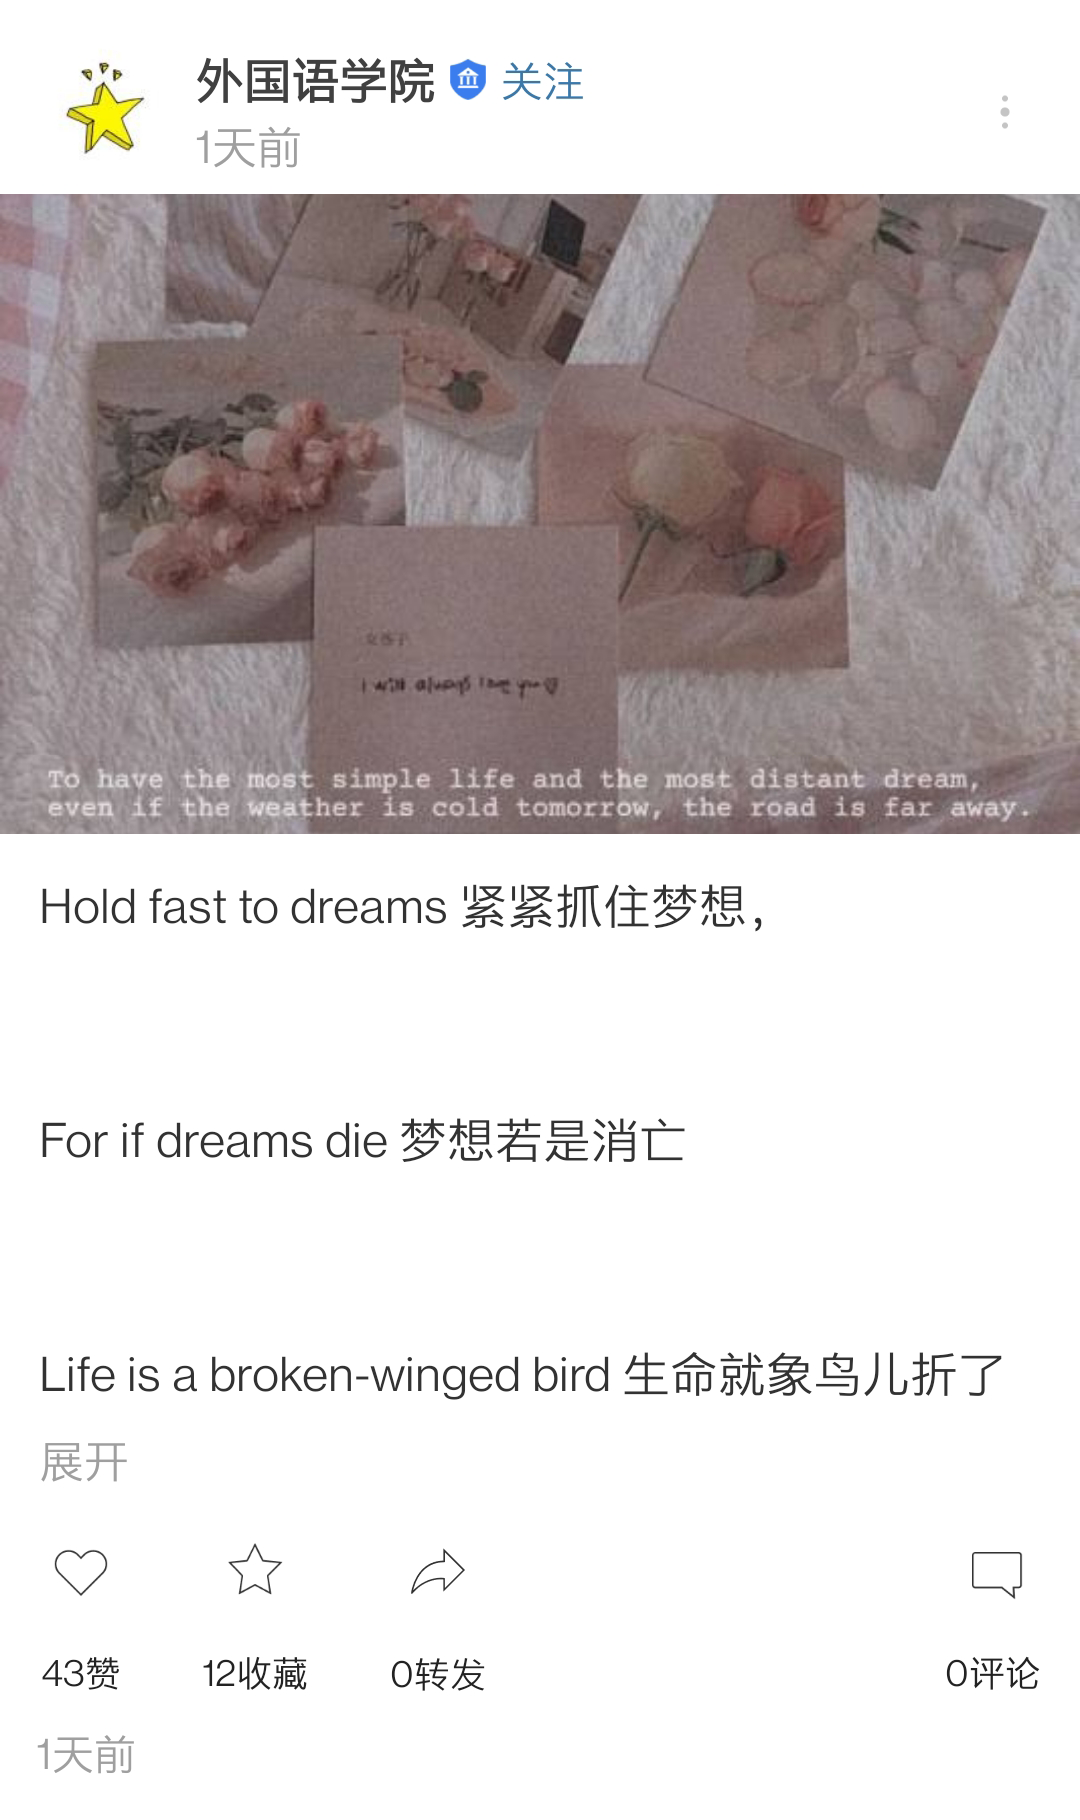 外国语学院 关注
1天前
I will always love you
To have the most simple life and the most distant dream,
even if the weather is cold tomorrow, the road is far away.
Hold fast to dreams 紧紧抓住梦想，
For if dreams die 梦想若是消亡
Life is a broken-winged bird 生命就象鸟儿折了
展开
43赞 12收藏 0转发 0评论
1天前